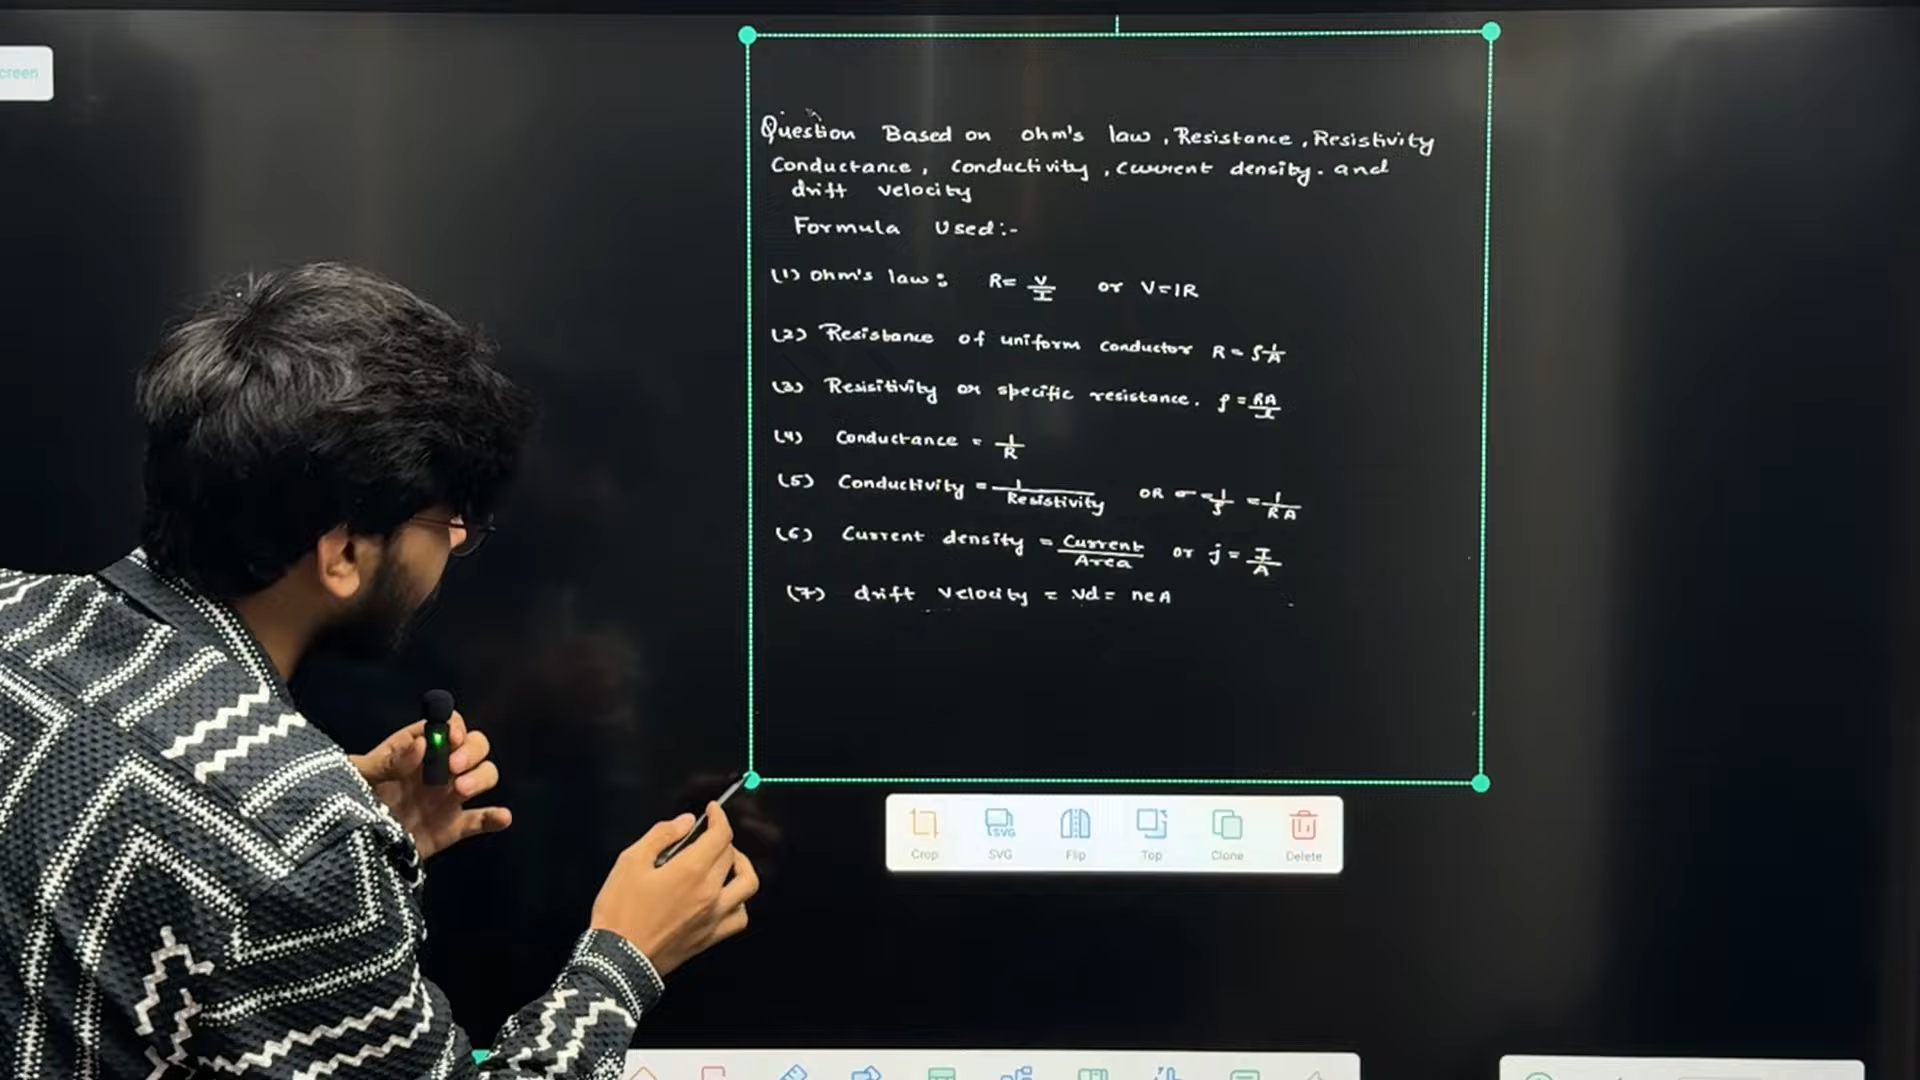 creen
Question Based on ohm's law, Resistance, Resistivity
Conductance, Conductivity, Current density. and
drift velocity
Formula Used:-
(1) ohm's law: R= V/I or V=IR
(2) Resistance of uniform conductor R = ρ l/A
(3) Resisitivity or specific resistance. ρ = RA/l
(4) Conductance = 1/R
(5) Conductivity = 1/Resistivity OR σ = 1/ρ = 1/RA
(6) Current density = Current/Area or j = I/A
(7) drift velocity = vd = neA
Crop SVG Flip Top Clone Delete